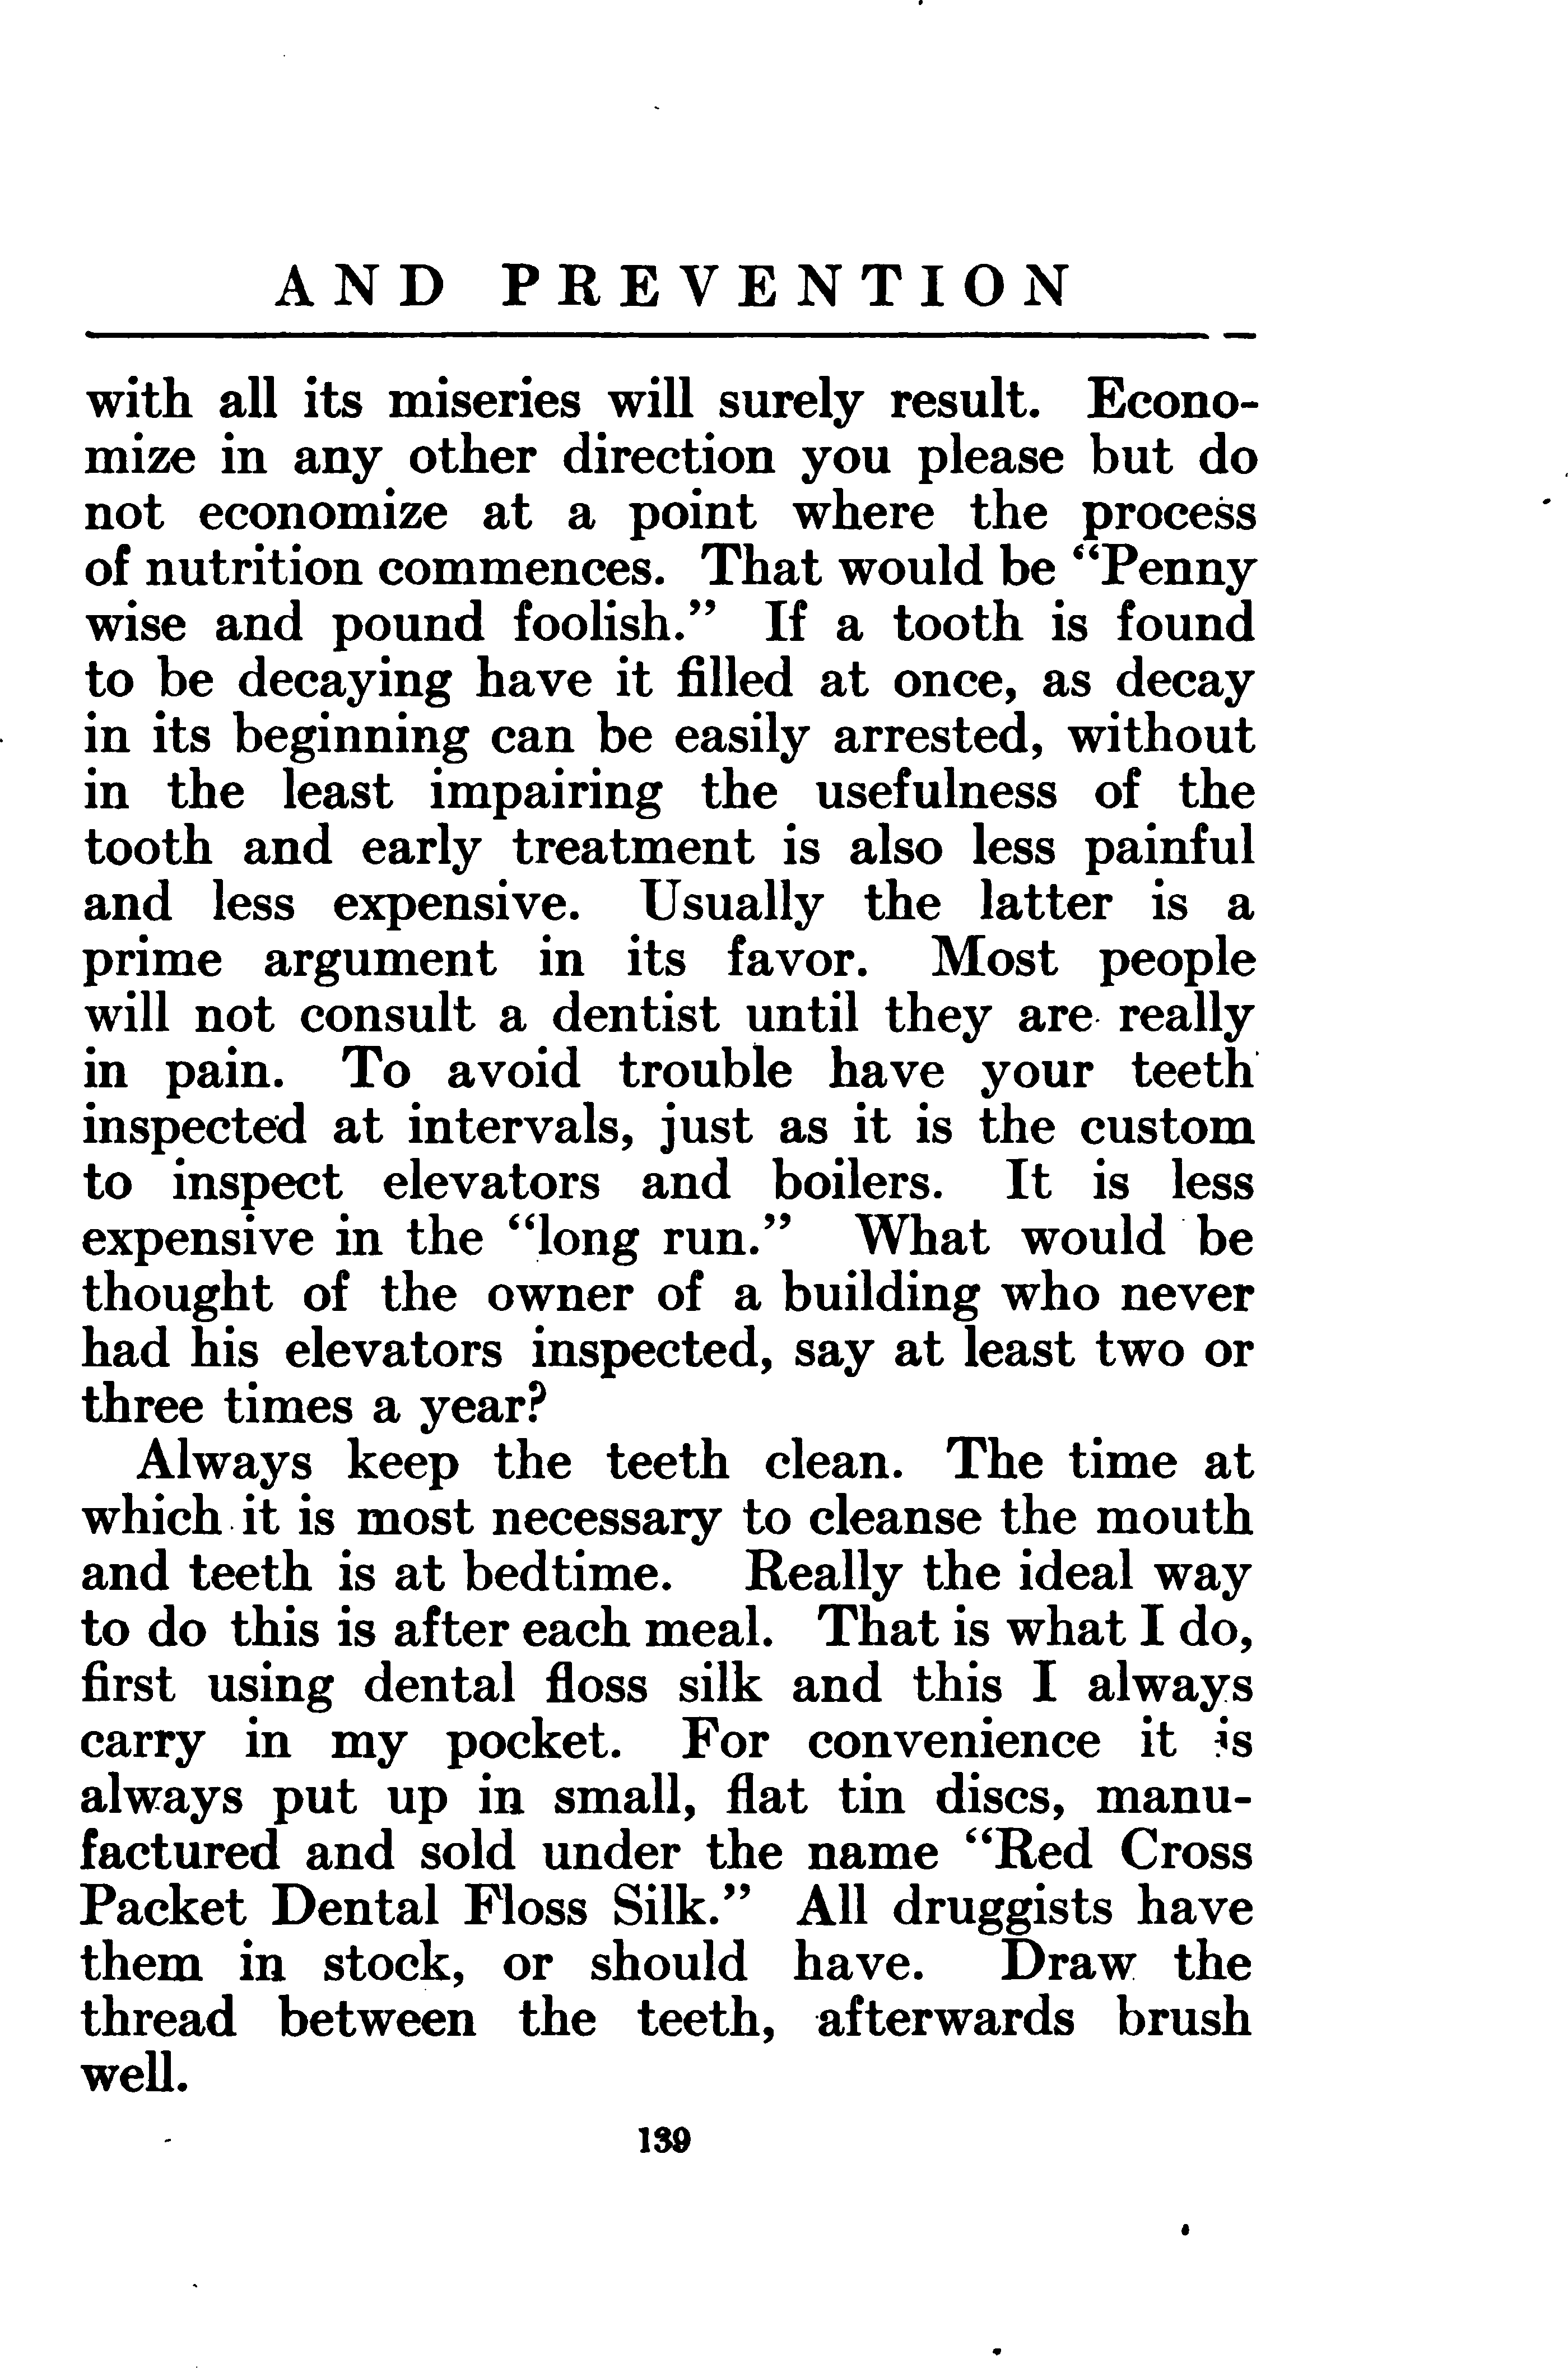 AND PREVENTION
with all its miseries will surely result. Econo-
mize in any other direction you please but do
not economize at a point where the process
of nutrition commences. That would be “Penny
wise and pound foolish.” If a tooth is found
to be decaying have it filled at once, as decay
in its beginning can be easily arrested, without
in the least impairing the usefulness of the
tooth and early treatment is also less painful
and less expensive. Usually the latter is a
prime argument in its favor. Most people
will not consult a dentist until they are really
in pain. To avoid trouble have your teeth
inspected at intervals, just as it is the custom
to inspect elevators and boilers. It is less
expensive in the “long run.” What would be
thought of the owner of a building who never
had his elevators inspected, say at least two or
three times a year?
Always keep the teeth clean. The time at
which it is most necessary to cleanse the mouth
and teeth is at bedtime. Really the ideal way
to do this is after each meal. That is what I do,
first using dental floss silk and this I always
carry in my pocket. For convenience it is
always put up in small, flat tin discs, manu-
factured and sold under the name “Red Cross
Packet Dental Floss Silk.” All druggists have
them in stock, or should have. Draw the
thread between the teeth, afterwards brush
well.
139